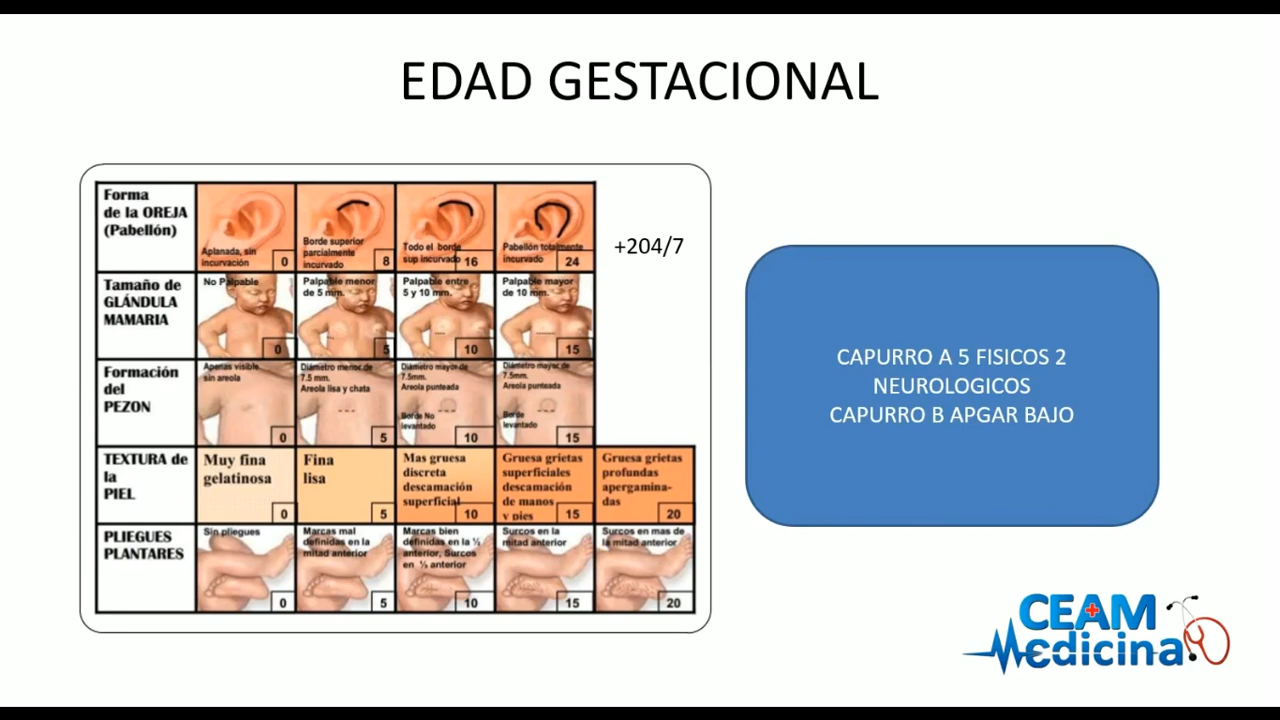 EDAD GESTACIONAL
Forma
de la OREJA
(Pabellón)
Aplanada, sin
incurvación
0
Borde superior
parcialmente
incurvado
8
Todo el borde
sup incurvado
16
Pabellón totalmente
incurvado
24
+204/7
Tamaño de
GLÁNDULA
MAMARIA
No Palpable
0
Palpable menor
de 5 mm.
5
Palpable entre
5 y 10 mm.
10
Palpable mayor
de 10 mm.
15
Formación
del
PEZON
Apenas visible
sin areola
0
Diámetro menor de
7.5 mm.
Areola lisa y chata
5
Diámetro mayor de
7.5mm.
Areola punteada
Borde No
levantado
10
Diámetro mayor de
7.5mm.
Areola punteada
Borde
levantado
15
TEXTURA de
la
PIEL
Muy fina
gelatinosa
0
Fina
lisa
5
Mas gruesa
discreta
descamación
superficial
10
Gruesa grietas
superficiales
descamación
de manos
y pies
15
Gruesa grietas
profundas
apergamina-
das
20
PLIEGUES
PLANTARES
Sin pliegues
0
Marcas mal
definidas en la
mitad anterior
5
Marcas bien
definidas en la ½
anterior, Surcos
en ⅓ anterior
10
Surcos en la
mitad anterior
15
Surcos en mas de
la mitad anterior
20
CAPURRO A 5 FISICOS 2
NEUROLOGICOS
CAPURRO B APGAR BAJO
CEAM
Medicina